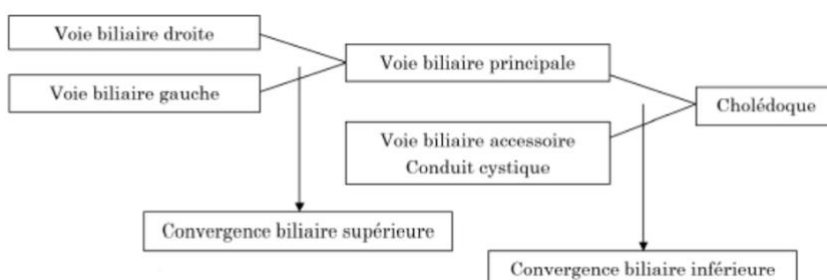 Voie biliaire droite
Voie biliaire principale
Voie biliaire gauche
Cholédoque
Voie biliaire accessoire
Conduit cystique
Convergence biliaire supérieure
Convergence biliaire inférieure